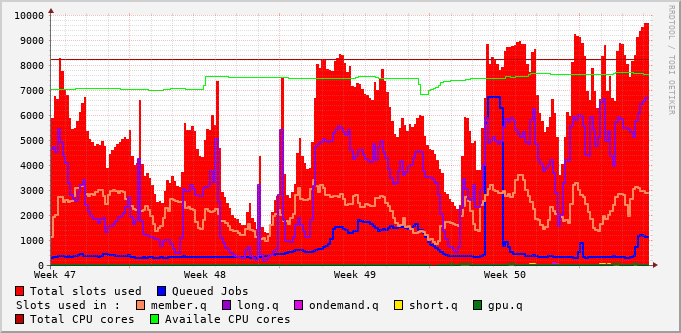 10000
9000
8000
7000
6000
5000
4000
3000
2000
1000
0
Week 47 Week 48 Week 49 Week 50
RRDTOOL / TOBI OETIKER
Total slots used Queued Jobs
Slots used in : member.q long.q ondemand.q short.q gpu.q
Total CPU cores Availale CPU cores